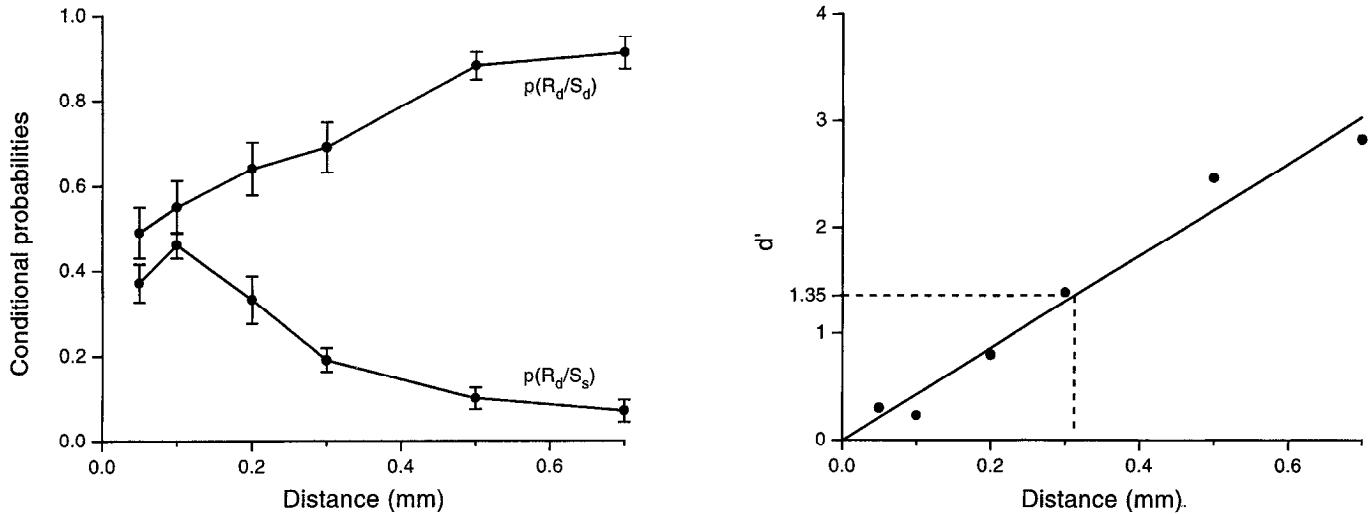 1.0
0.8
0.6
0.4
0.2
0.0
Conditional probabilities
p(R_d/S_d)
p(R_d/S_s)
0.0 0.2 0.4 0.6
Distance (mm)
4
3
2
1.35
1
0
d'
0.0 0.2 0.4 0.6
Distance (mm)